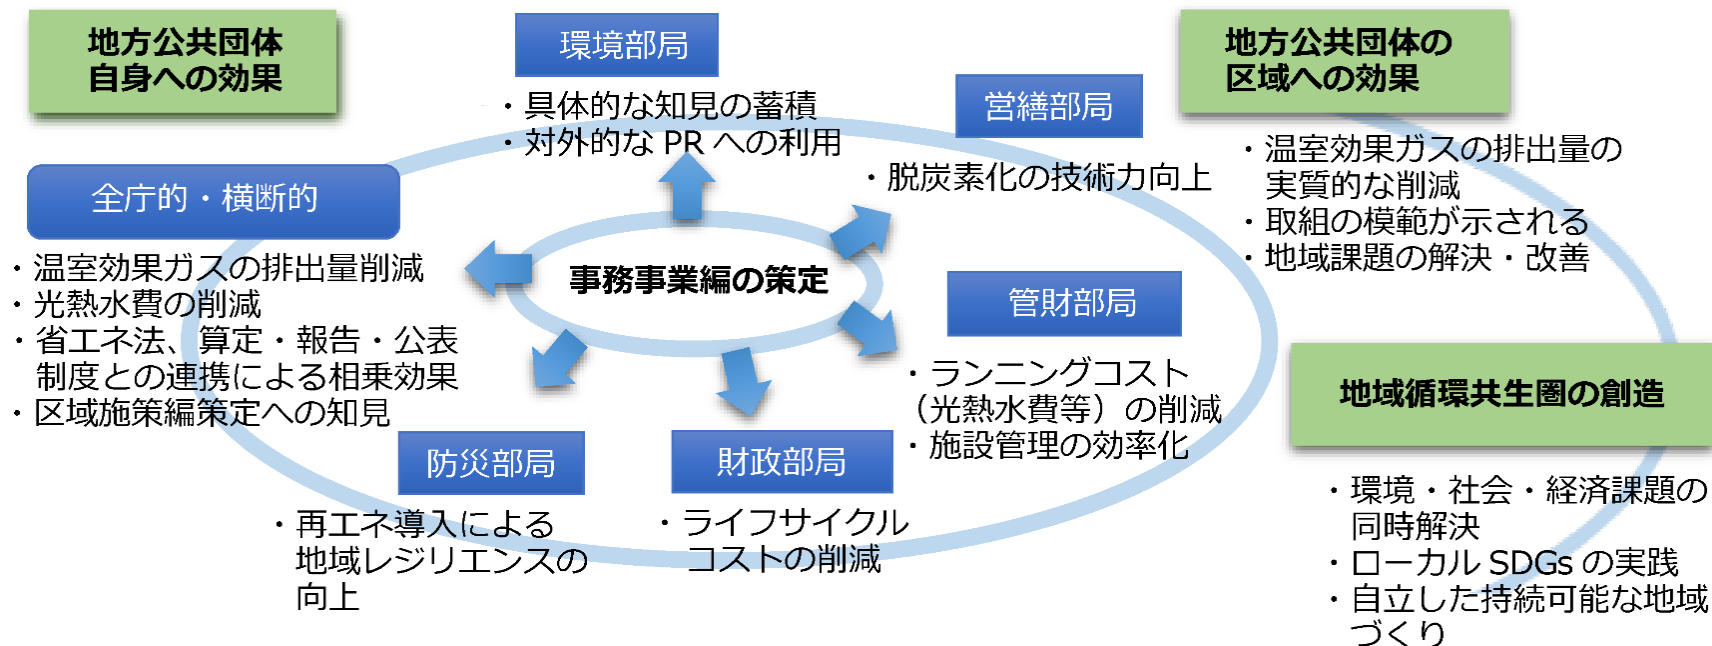 地方公共団体
自身への効果
環境部局
・具体的な知見の蓄積
・対外的な PR への利用
営繕部局
・脱炭素化の技術力向上
地方公共団体の
区域への効果
・温室効果ガスの排出量の
実質的な削減
・取組の模範が示される
・地域課題の解決・改善
全庁的・横断的
・温室効果ガスの排出量削減
・光熱水費の削減
・省エネ法、算定・報告・公表
制度との連携による相乗効果
・区域施策編策定への知見
事務事業編の策定
管財部局
・ランニングコスト
（光熱水費等）の削減
・施設管理の効率化
防災部局
・再エネ導入による
地域レジリエンスの
向上
財政部局
・ライフサイクル
コストの削減
地域循環共生圏の創造
・環境・社会・経済課題の
同時解決
・ローカル SDGs の実践
・自立した持続可能な地域
づくり